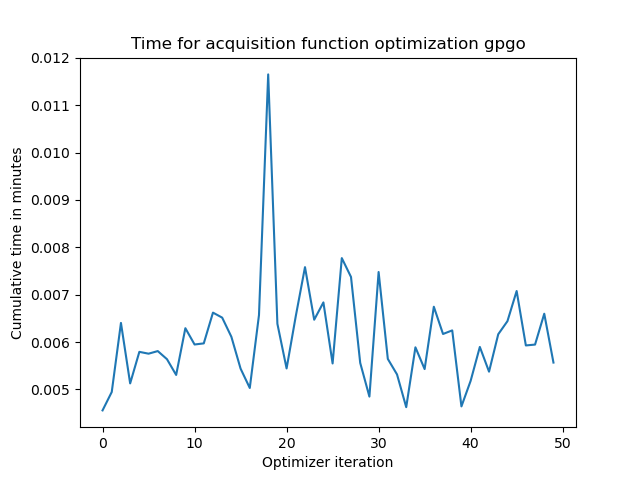 Time for acquisition function optimization gpgo
0.012
0.011
0.010
0.009
0.008
0.007
0.006
0.005
Cumulative time in minutes
0 10 20 30 40 50
Optimizer iteration